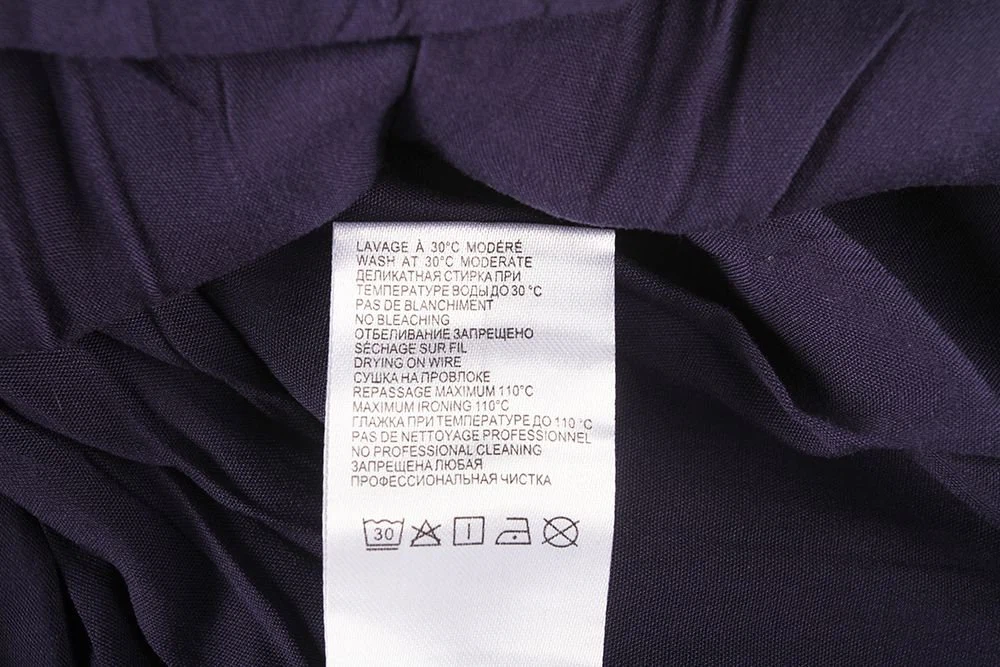 LAVAGE À 30°C MODÉRÉ
WASH AT 30°C MODERATE
ДЕЛИКАТНАЯ СТИРКА ПРИ
ТЕМПЕРАТУРЕ ВОДЫ ДО 30 °C
PAS DE BLANCHIMENT
NO BLEACHING
ОТБЕЛИВАНИЕ ЗАПРЕЩЕНО
SÉCHAGE SUR FIL
DRYING ON WIRE
СУШКА НА ПРОВЛОКЕ
REPASSAGE MAXIMUM 110°C
MAXIMUM IRONING 110°C
ГЛАЖКА ПРИ ТЕМПЕРАТУРЕ ДО 110 °C
PAS DE NETTOYAGE PROFESSIONNEL
NO PROFESSIONAL CLEANING
ЗАПРЕЩЕНА ЛЮБАЯ
ПРОФЕССИОНАЛЬНАЯ ЧИСТКА
30